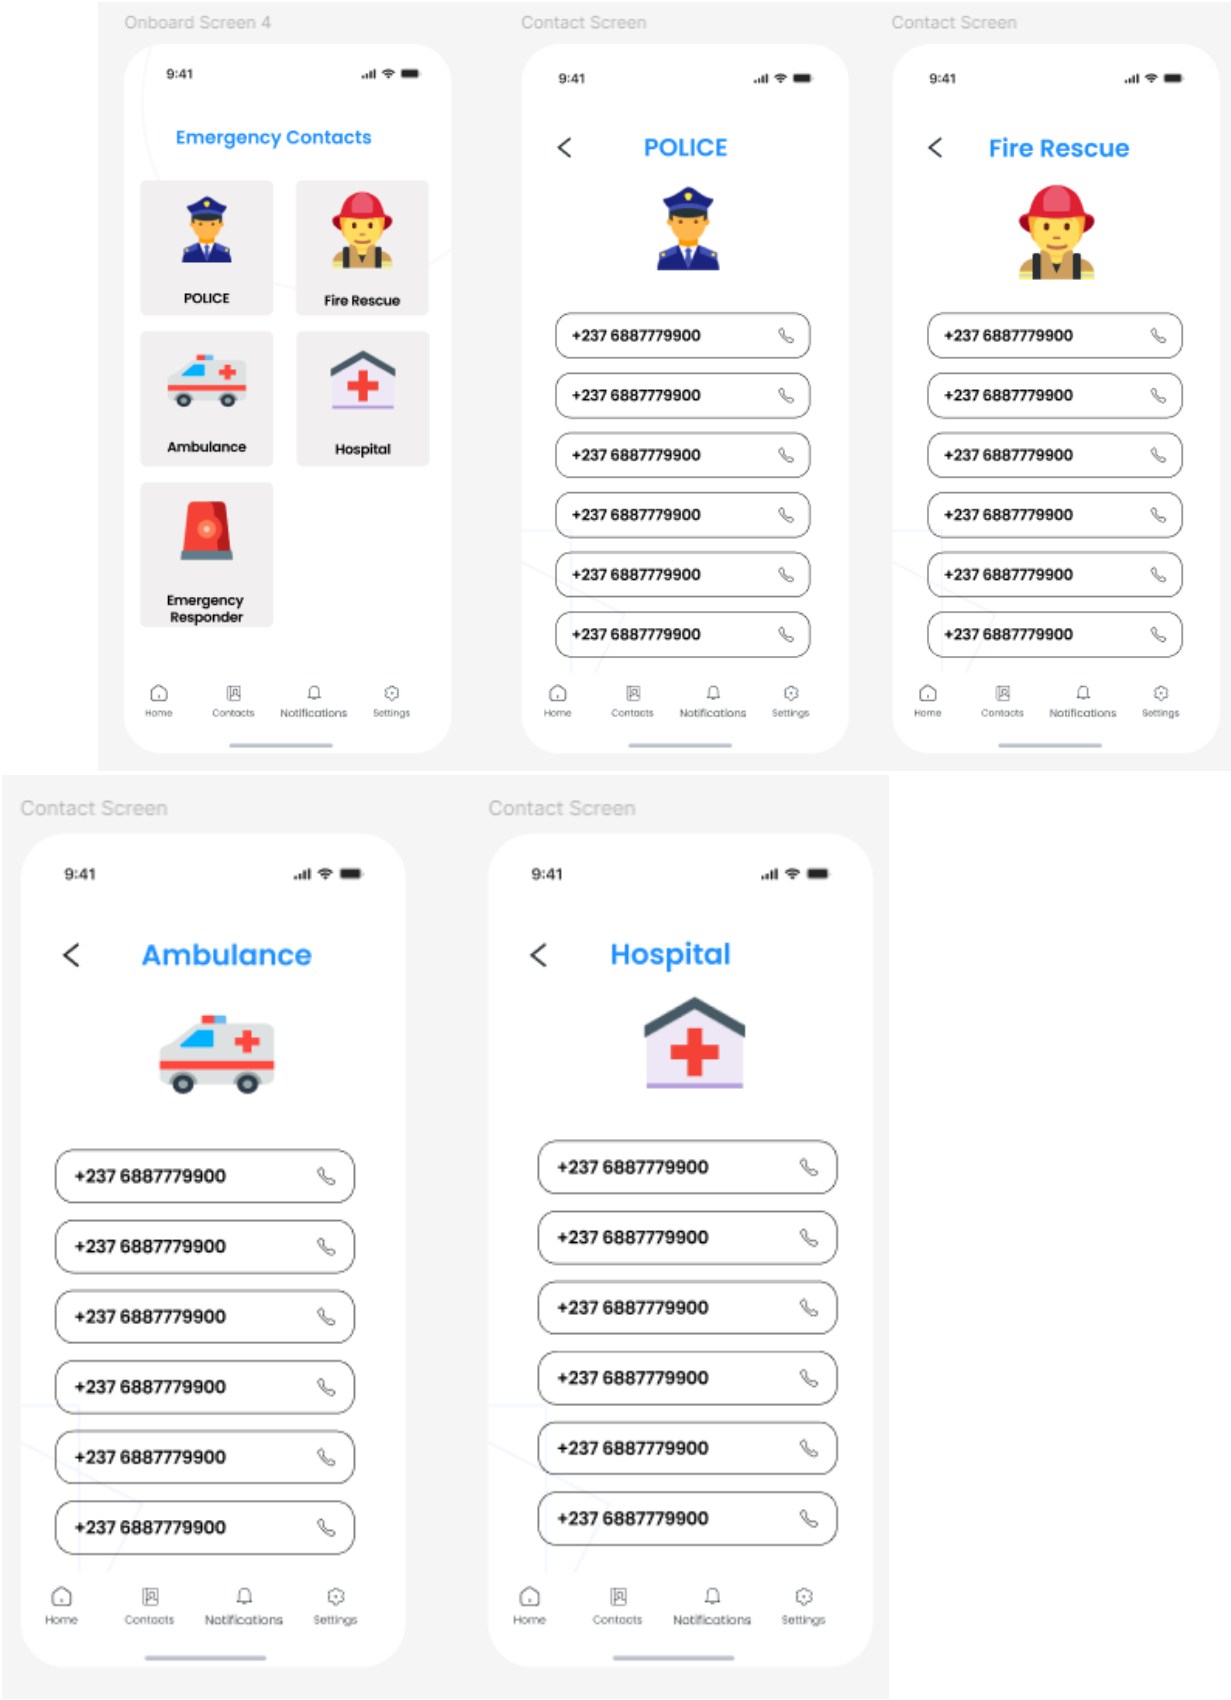 Onboard Screen 4
9:41
Emergency Contacts
POLICE
Fire Rescue
Ambulance
Hospital
Emergency
Responder
Home
Contacts
Notifications
Settings
Contact Screen
9:41
POLICE
+237 6887779900
+237 6887779900
+237 6887779900
+237 6887779900
+237 6887779900
+237 6887779900
Home
Contacts
Notifications
Settings
Contact Screen
9:41
Fire Rescue
+237 6887779900
+237 6887779900
+237 6887779900
+237 6887779900
+237 6887779900
+237 6887779900
Home
Contacts
Notifications
Settings
Contact Screen
9:41
Ambulance
+237 6887779900
+237 6887779900
+237 6887779900
+237 6887779900
+237 6887779900
+237 6887779900
Home
Contacts
Notifications
Settings
Contact Screen
9:41
Hospital
+237 6887779900
+237 6887779900
+237 6887779900
+237 6887779900
+237 6887779900
+237 6887779900
Home
Contacts
Notifications
Settings